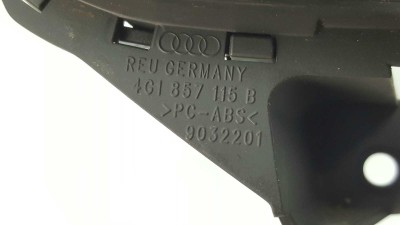 REU GERMANY
4G1 857 115 B
>PC-ABS<
9032201